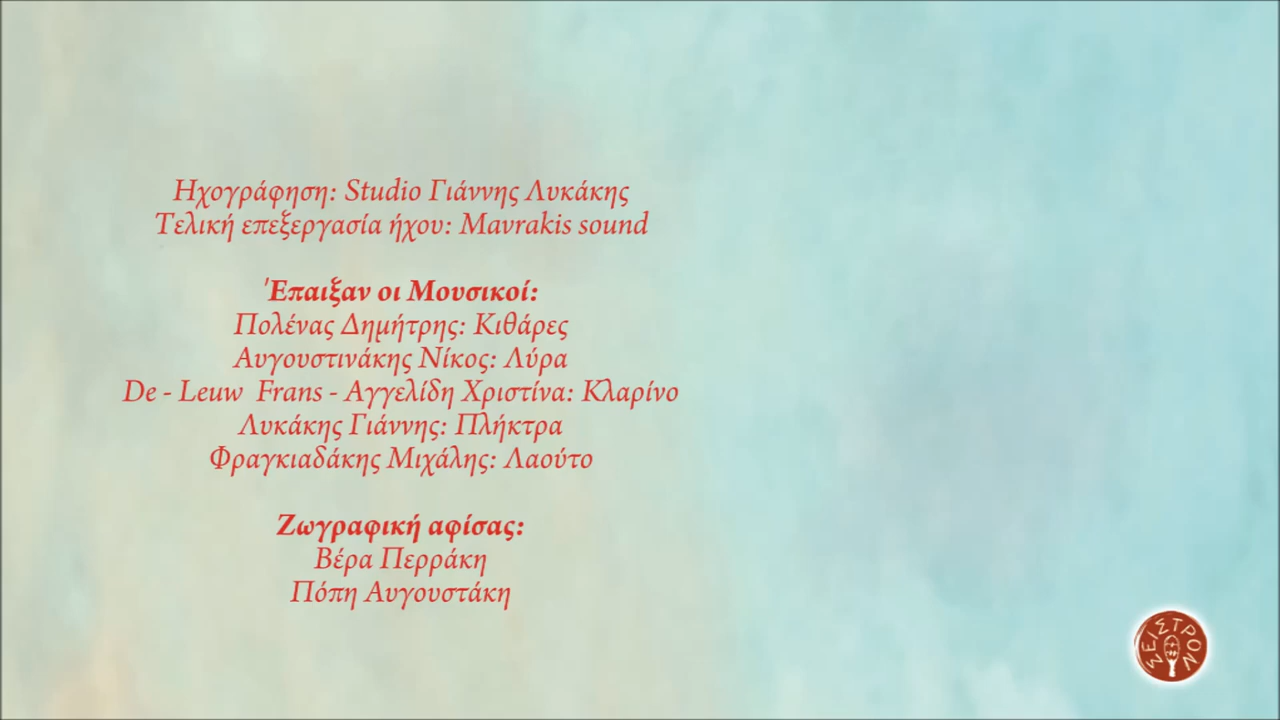 Ηχογράφηση: Studio Γιάννης Λυκάκης
Τελική επεξεργασία ήχου: Mavrakis sound
Έπαιξαν οι Μουσικοί:
Πολένας Δημήτρης: Κιθάρες
Αυγουστινάκης Νίκος: Λύρα
De - Leuw Frans - Αγγελίδη Χριστίνα: Κλαρίνο
Λυκάκης Γιάννης: Πλήκτρα
Φραγκιαδάκης Μιχάλης: Λαούτο
Ζωγραφική αφίσας:
Βέρα Περράκη
Πόπη Αυγουστάκη
ΣΕΙΣΤΡΟΝ